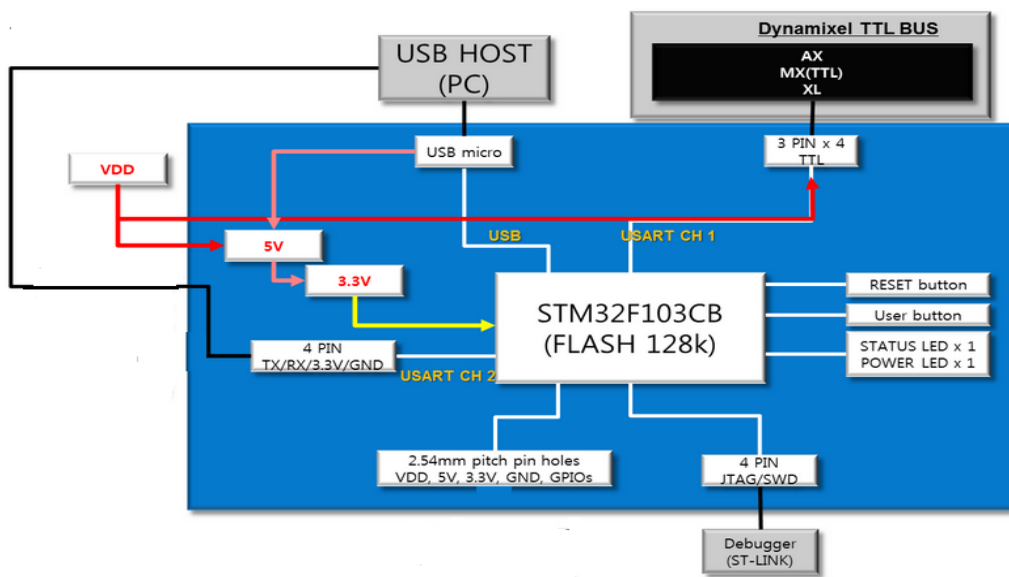 Dynamixel TTL BUS
AX
MX(TTL)
XL
USB HOST
(PC)
USB micro
3 PIN x 4
TTL
VDD
USB
USART CH 1
5V
3.3V
STM32F103CB
(FLASH 128k)
RESET button
User button
STATUS LED x 1
POWER LED x 1
4 PIN
TX/RX/3.3V/GND
USART CH 2
2.54mm pitch pin holes
VDD, 5V, 3.3V, GND, GPIOs
4 PIN
JTAG/SWD
Debugger
(ST-LINK)